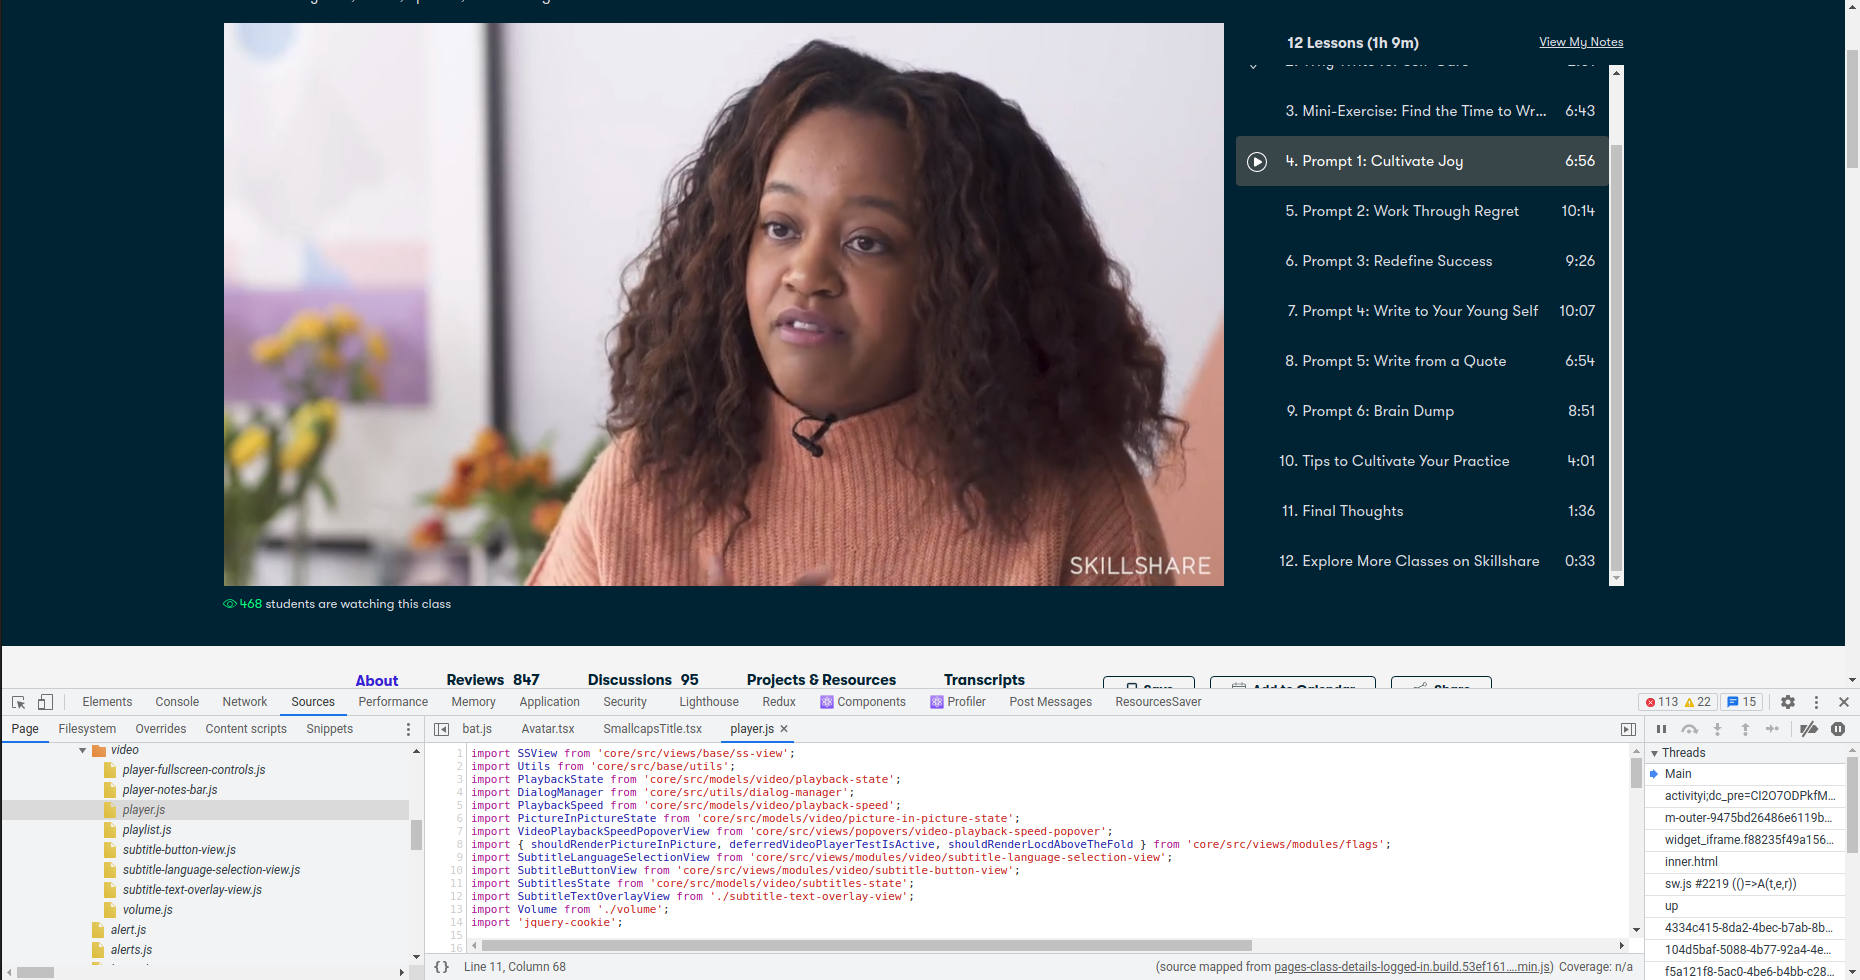 12 Lessons (1h 9m)
View My Notes
3. Mini-Exercise: Find the Time to Wr... 6:43
4. Prompt 1: Cultivate Joy 6:56
5. Prompt 2: Work Through Regret 10:14
6. Prompt 3: Redefine Success 9:26
7. Prompt 4: Write to Your Young Self 10:07
8. Prompt 5: Write from a Quote 6:54
9. Prompt 6: Brain Dump 8:51
10. Tips to Cultivate Your Practice 4:01
11. Final Thoughts 1:36
12. Explore More Classes on Skillshare 0:33
SKILLSHARE
468 students are watching this class
About Reviews 847 Discussions 95 Projects & Resources Transcripts Save Add to Calendar Share
Elements Console Network Sources Performance Memory Application Security Lighthouse Redux Components Profiler Post Messages ResourcesSaver 113 22 15
Page Filesystem Overrides Content scripts Snippets
bat.js Avatar.tsx SmallcapsTitle.tsx player.js
video
player-fullscreen-controls.js
player-notes-bar.js
player.js
playlist.js
subtitle-button-view.js
subtitle-language-selection-view.js
subtitle-text-overlay-view.js
volume.js
alert.js
alerts.js
1 import SSView from 'core/src/views/base/ss-view';
2 import Utils from 'core/src/base/utils';
3 import PlaybackState from 'core/src/models/video/playback-state';
4 import DialogManager from 'core/src/utils/dialog-manager';
5 import PlaybackSpeed from 'core/src/models/video/playback-speed';
6 import PictureInPictureState from 'core/src/models/video/picture-in-picture-state';
7 import VideoPlaybackSpeedPopoverView from 'core/src/views/popovers/video-playback-speed-popover';
8 import { shouldRenderPictureInPicture, deferredVideoPlayerTestIsActive, shouldRenderLocdAboveTheFold } from 'core/src/views/modules/flags';
9 import SubtitleLanguageSelectionView from 'core/src/views/modules/video/subtitle-language-selection-view';
10 import SubtitleButtonView from 'core/src/views/modules/video/subtitle-button-view';
11 import SubtitlesState from 'core/src/models/video/subtitles-state';
12 import SubtitleTextOverlayView from './subtitle-text-overlay-view';
13 import Volume from './volume';
14 import 'jquery-cookie';
15
16
{} Line 11, Column 68
(source mapped from pages-class-details-logged-in.build.53ef161....min.js) Coverage: n/a
Threads
Main
activityi;dc_pre=CI2O7ODPkfM...
m-outer-9475bd26486e6119b...
widget_iframe.f88235f49a156...
inner.html
sw.js #2219 (()=>A(t,e,r))
up
4334c415-8da2-4bec-b7ab-8b...
104d5baf-5088-4b77-92a4-4e...
f5a121f8-5ac0-4be6-b4bb-c28...